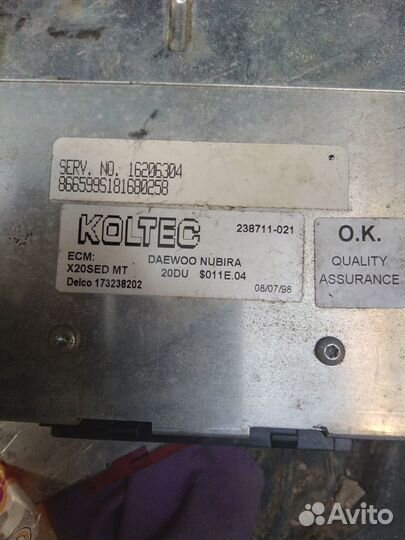 SERV. NO. 16206304
866599S181680258
KOLTEC
238711-021
ECM:
DAEWOO NUBIRA
X20SED MT
20DU $011E.04
Delco 173238202
08/07/98
O.K.
QUALITY
ASSURANCE
Avito